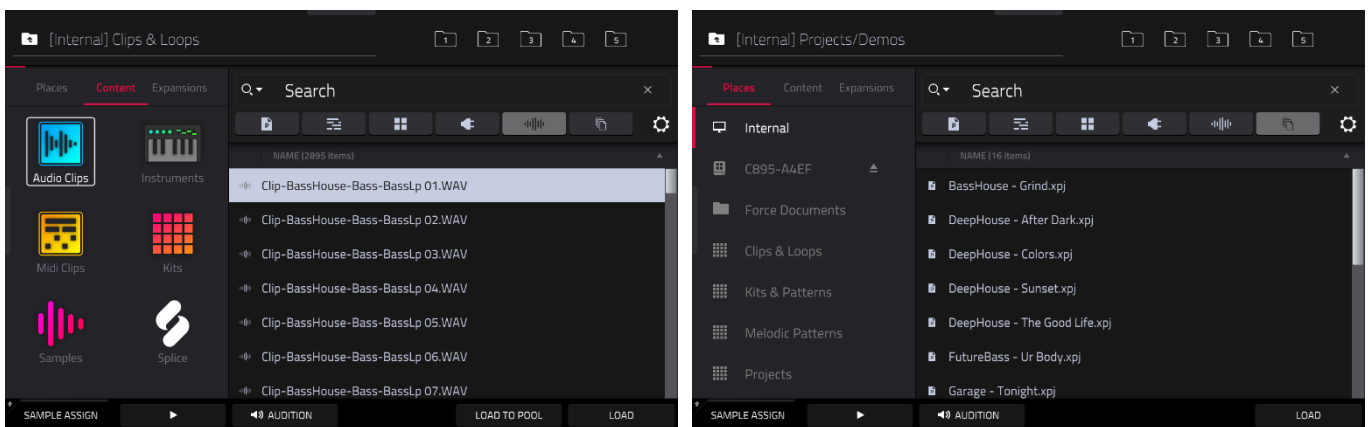 [Internal] Clips & Loops
1 2 3 4 5
Places Content Expansions
Search
NAME (2895 items)
Audio Clips
Instruments
Midi Clips
Kits
Samples
Splice
Clip-BassHouse-Bass-BassLp 01.WAV
Clip-BassHouse-Bass-BassLp 02.WAV
Clip-BassHouse-Bass-BassLp 03.WAV
Clip-BassHouse-Bass-BassLp 04.WAV
Clip-BassHouse-Bass-BassLp 05.WAV
Clip-BassHouse-Bass-BassLp 06.WAV
Clip-BassHouse-Bass-BassLp 07.WAV
SAMPLE ASSIGN AUDITION LOAD TO POOL LOAD
[Internal] Projects/Demos
1 2 3 4 5
Places Content Expansions
Search
Internal
C895-A4EF
Force Documents
Clips & Loops
Kits & Patterns
Melodic Patterns
Projects
NAME (16 items)
BassHouse - Grind.xpj
DeepHouse - After Dark.xpj
DeepHouse - Colors.xpj
DeepHouse - Sunset.xpj
DeepHouse - The Good Life.xpj
FutureBass - Ur Body.xpj
Garage - Tonight.xpj
SAMPLE ASSIGN AUDITION LOAD